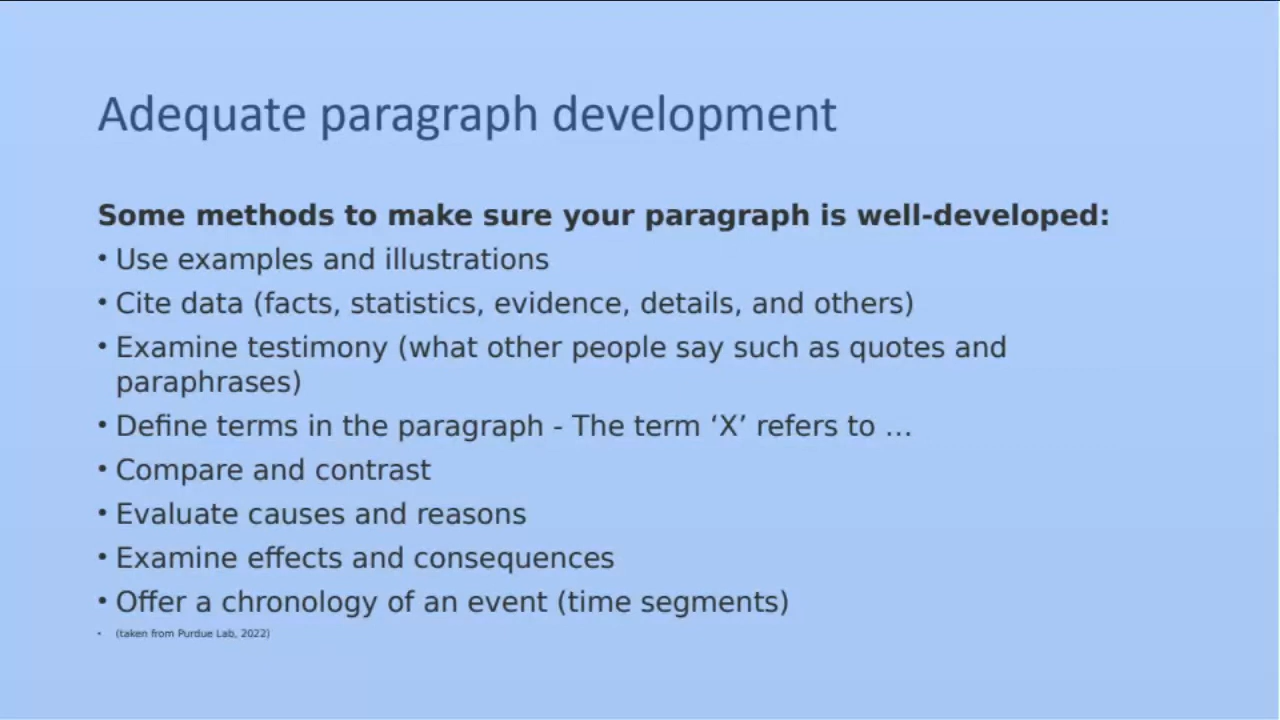 Adequate paragraph development
Some methods to make sure your paragraph is well-developed:
• Use examples and illustrations
• Cite data (facts, statistics, evidence, details, and others)
• Examine testimony (what other people say such as quotes and
paraphrases)
• Define terms in the paragraph - The term ‘X’ refers to …
• Compare and contrast
• Evaluate causes and reasons
• Examine effects and consequences
• Offer a chronology of an event (time segments)
• (taken from Purdue Lab, 2022)